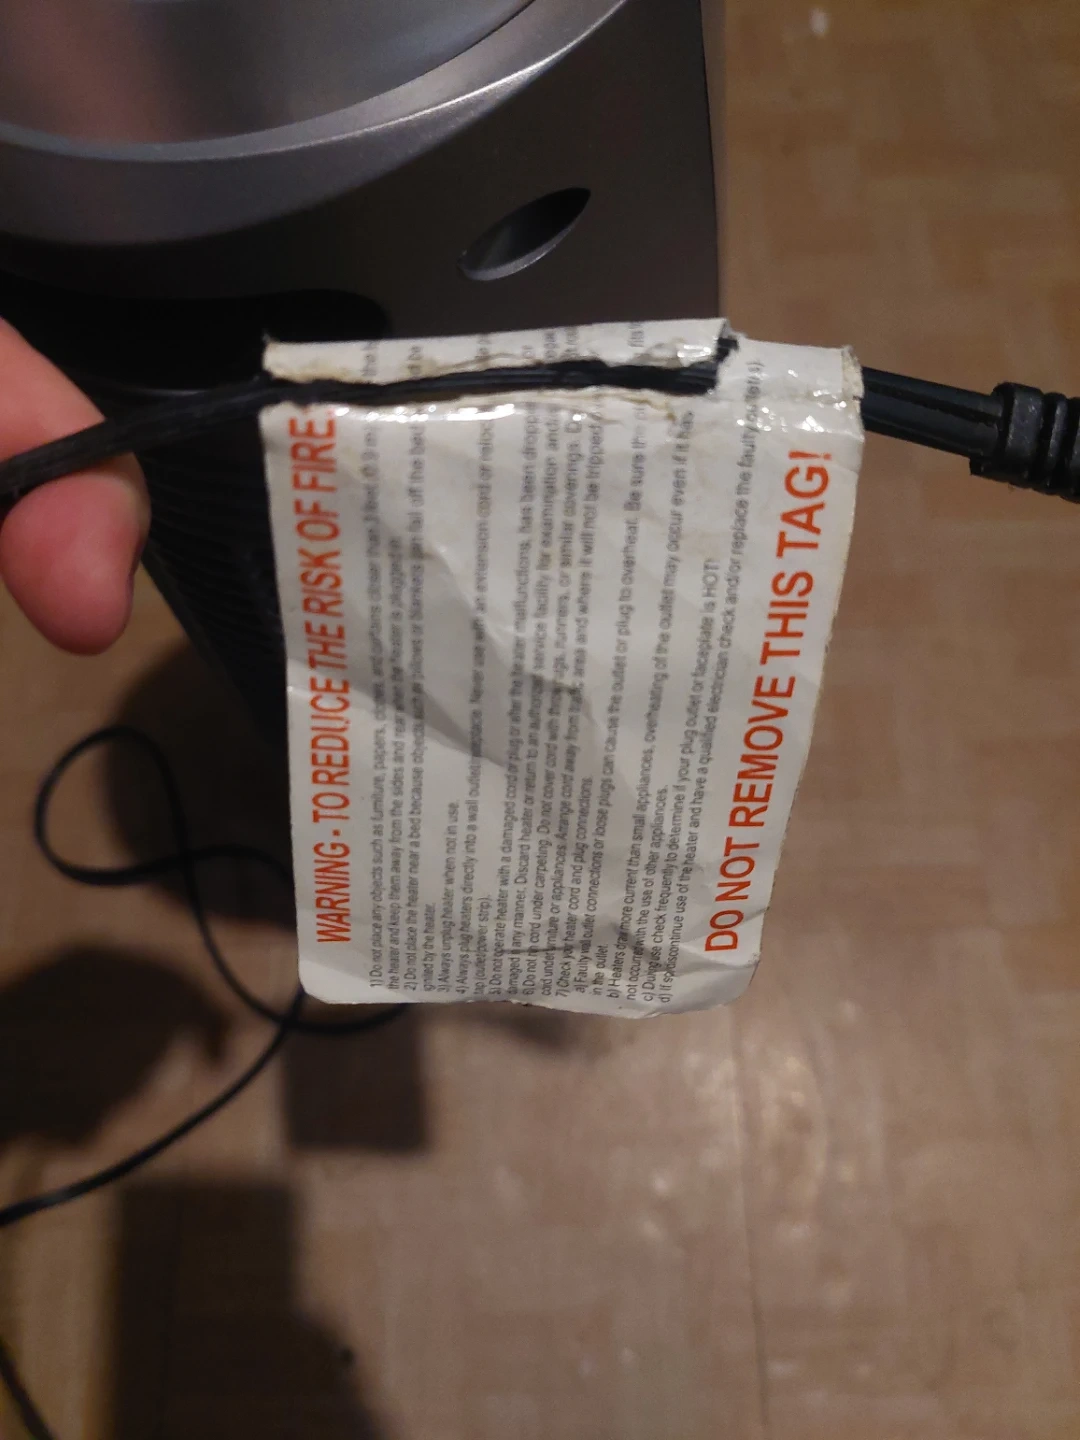 WARNING - TO REDUCE THE RISK OF FIRE:
1) Do not place any objects such as furniture, papers, and curtains closer than 3 feet (0.9 m) the
the heater and keep them away from the sides and rear when the heater is plugged in.
2) Do not place the heater near a bed because objects such as pillows or blankets can fall off the bed d be
ignited by the heater.
3) Always unplug heater when not in use.
4) Always plug heaters directly into a wall outlet/receptacle. Never use with an extension cord or reloc
tap (outlet/power strip).
5) Do not operate heater with a damaged cord or plug or after the heater malfunctions, has been dropp or
damaged in any manner. Discard heater or return to an authorized service facility for examination and/
6) Do not run cord under carpeting. Do not cover cord with throw rugs, runners, or similar coverings. D
cord under furniture or appliances. Arrange cord away from traffic area and where it will not be tripped
7) Check your heater cord and plug connections.
a) Faulty wall outlet connections or loose plugs can cause the outlet or plug to overheat. Be sure the fits
in the outlet.
b) Heaters draw more current than small appliances, overheating of the outlet may occur even if it has
not occurred with the use of other appliances.
c) During use check frequently to determine if your plug outlet or faceplate is HOT!
d) If so, discontinue use of the heater and have a qualified electrician check and/or replace the faulty outlet(s)
DO NOT REMOVE THIS TAG!